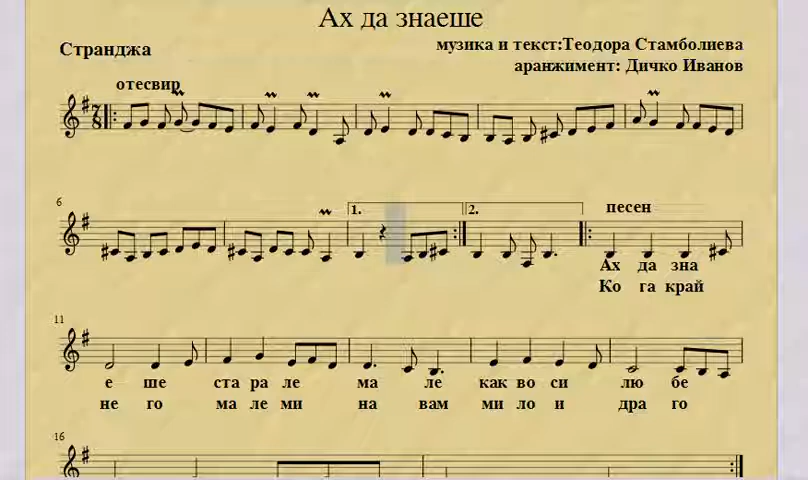 Ах да знаеше
Странджа
музика и текст:Теодора Стамболиева
аранжимент: Дичко Иванов
отесвир
7
8
6
1.
2.
песен
Ах да зна
Ко га край
11
е ше ста ра ле ма ле как во си лю бе
не го ма ле ми на вам ми ло и дра го
16